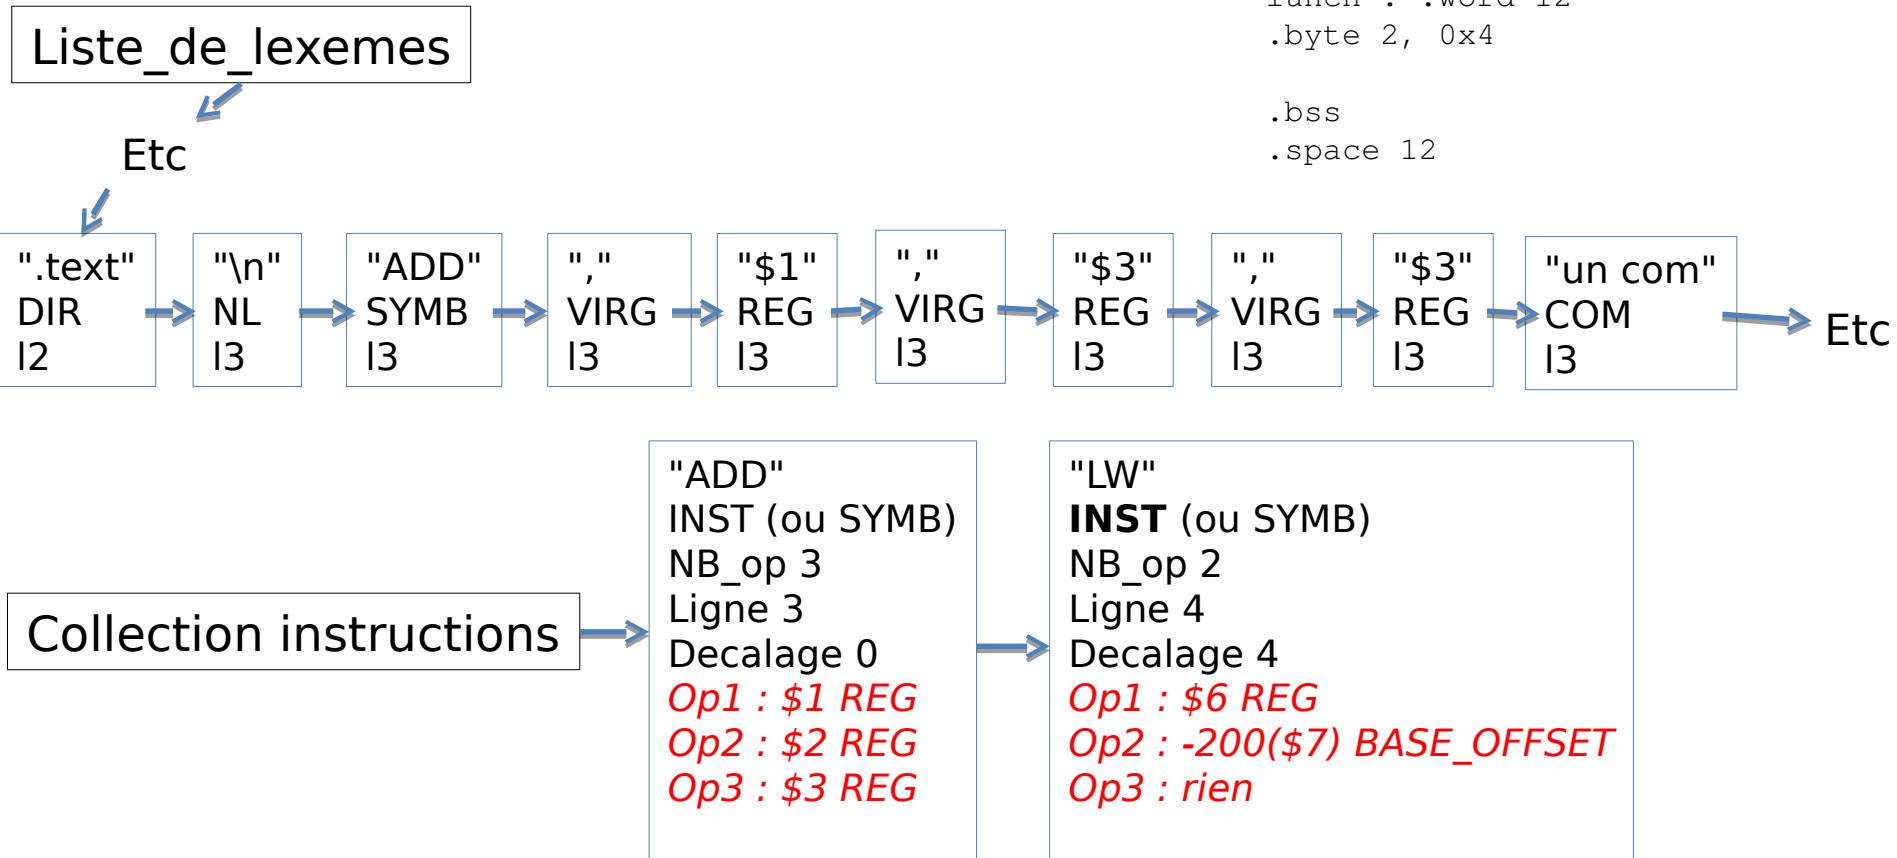 lunch : .word 12
.byte 2, 0x4
.bss
.space 12
Liste_de_lexemes
Etc
".text"
DIR
l2
"\n"
NL
l3
"ADD"
SYMB
l3
","
VIRG
l3
"$1"
REG
l3
","
VIRG
l3
"$3"
REG
l3
","
VIRG
l3
"$3"
REG
l3
"un com"
COM
l3
Etc
Collection instructions
"ADD"
INST (ou SYMB)
NB_op 3
Ligne 3
Decalage 0
Op1 : $1 REG
Op2 : $2 REG
Op3 : $3 REG
"LW"
INST (ou SYMB)
NB_op 2
Ligne 4
Decalage 4
Op1 : $6 REG
Op2 : -200($7) BASE_OFFSET
Op3 : rien